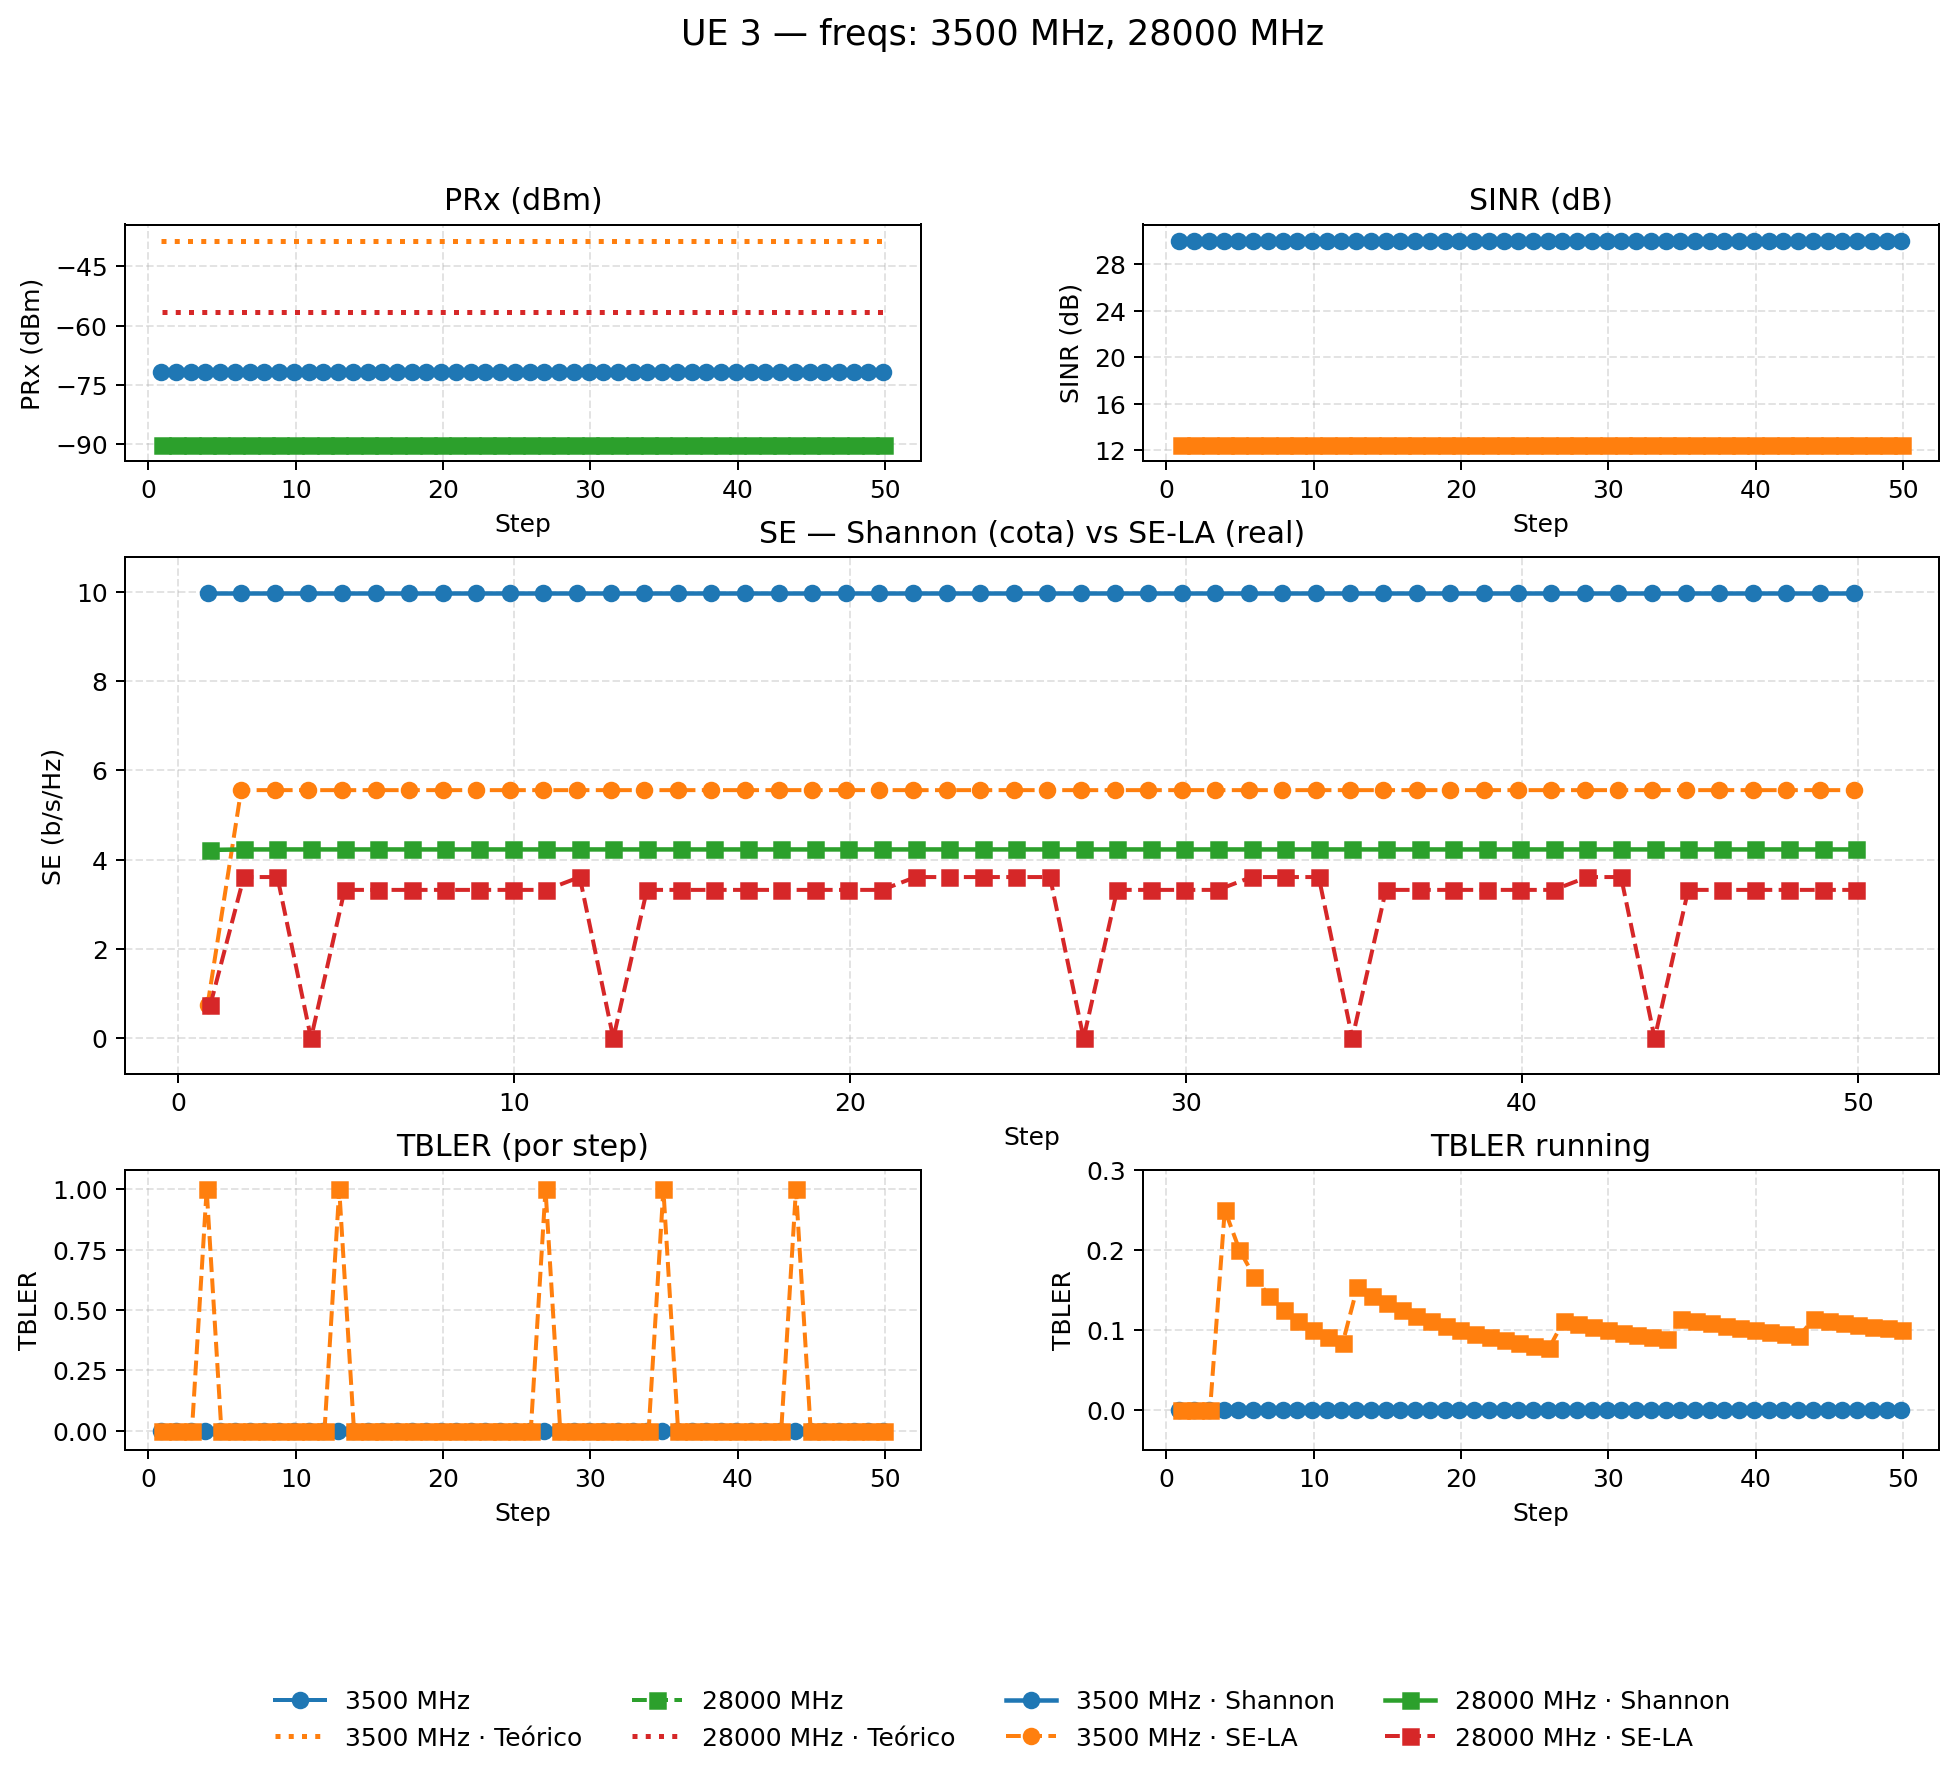 UE 3 — freqs: 3500 MHz, 28000 MHz
PRx (dBm)
PRx (dBm)
−45
−60
−75
−90
0 10 20 30 40 50
Step
SINR (dB)
SINR (dB)
28
24
20
16
12
0 10 20 30 40 50
Step
SE — Shannon (cota) vs SE-LA (real)
SE (b/s/Hz)
10
8
6
4
2
0
0 10 20 30 40 50
Step
TBLER (por step)
TBLER
1.00
0.75
0.50
0.25
0.00
0 10 20 30 40 50
Step
TBLER running
TBLER
0.3
0.2
0.1
0.0
0 10 20 30 40 50
Step
3500 MHz
3500 MHz · Teórico
28000 MHz
28000 MHz · Teórico
3500 MHz · Shannon
3500 MHz · SE-LA
28000 MHz · Shannon
28000 MHz · SE-LA